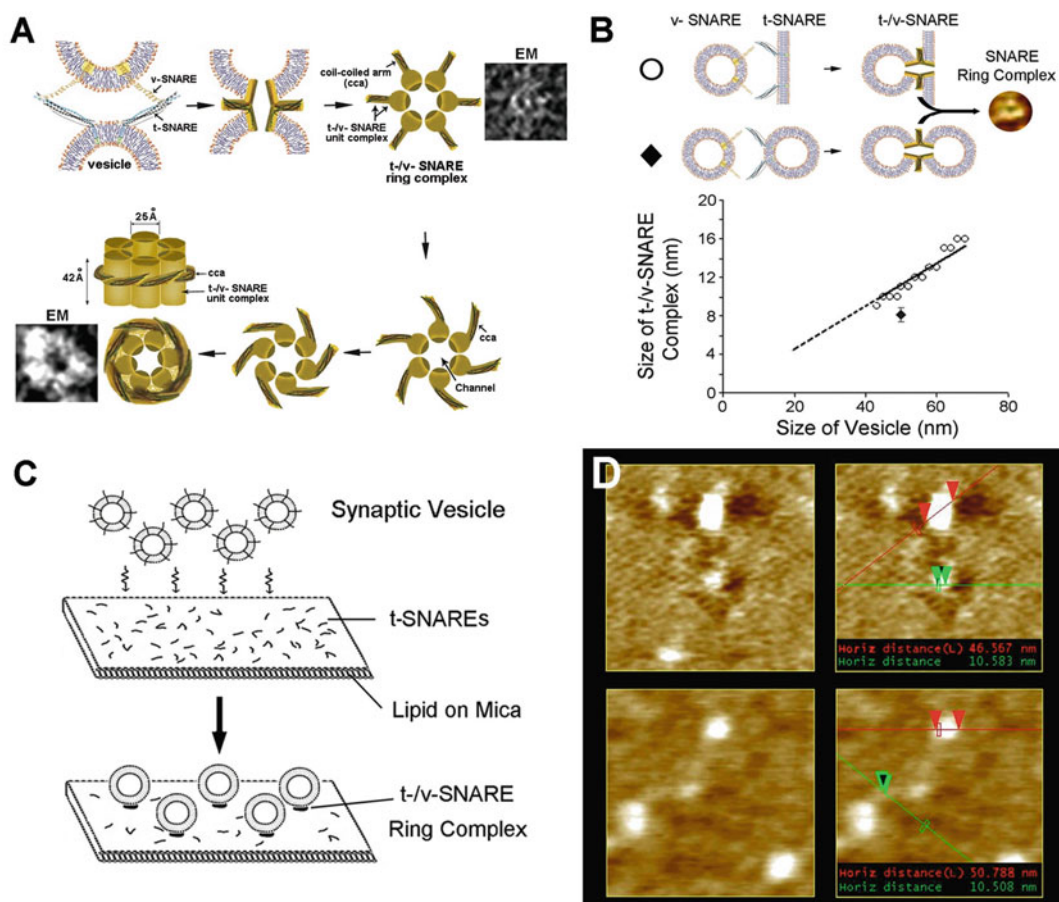 A
v- SNARE
t-SNARE
vesicle
coil-coiled arm
(cca)
t-/v- SNARE
unit complex
t-/v- SNARE
ring complex
EM
25Å
42Å
cca
t-/v- SNARE
unit complex
EM
cca
Channel
B
v- SNARE
t-SNARE
t-/v-SNARE
SNARE
Ring Complex
Size of t-/v-SNARE
Complex (nm)
20
16
12
8
4
0
0
20
40
60
80
Size of Vesicle (nm)
C
Synaptic Vesicle
t-SNAREs
Lipid on Mica
t-/v-SNARE
Ring Complex
D
Horiz distance(L) 46.567 nm
Horiz distance 10.583 nm
Horiz distance(L) 50.788 nm
Horiz distance 10.508 nm